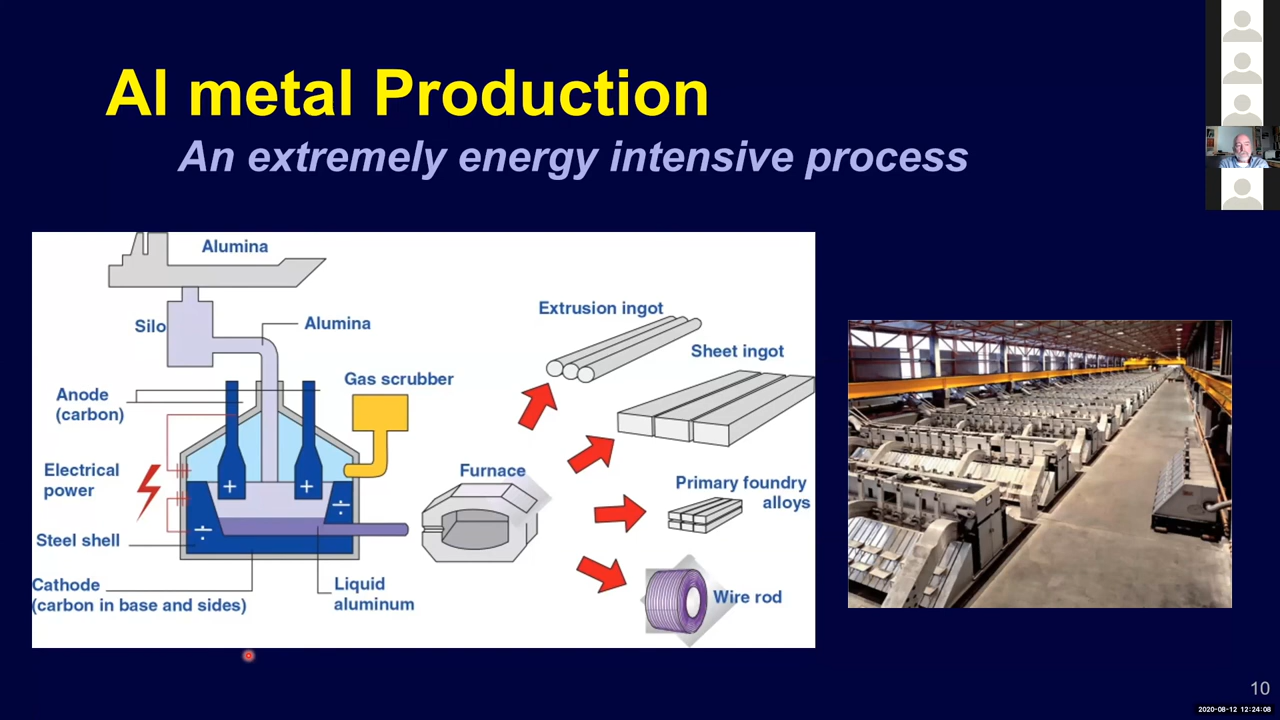 Al metal Production
An extremely energy intensive process
Alumina
Silo
Alumina
Anode
(carbon)
Gas scrubber
Electrical
power
Steel shell
Cathode
(carbon in base and sides)
Liquid
aluminum
Furnace
Extrusion ingot
Sheet ingot
Primary foundry
alloys
Wire rod
+
+
÷
÷
10
2020-08-12 12:24:08